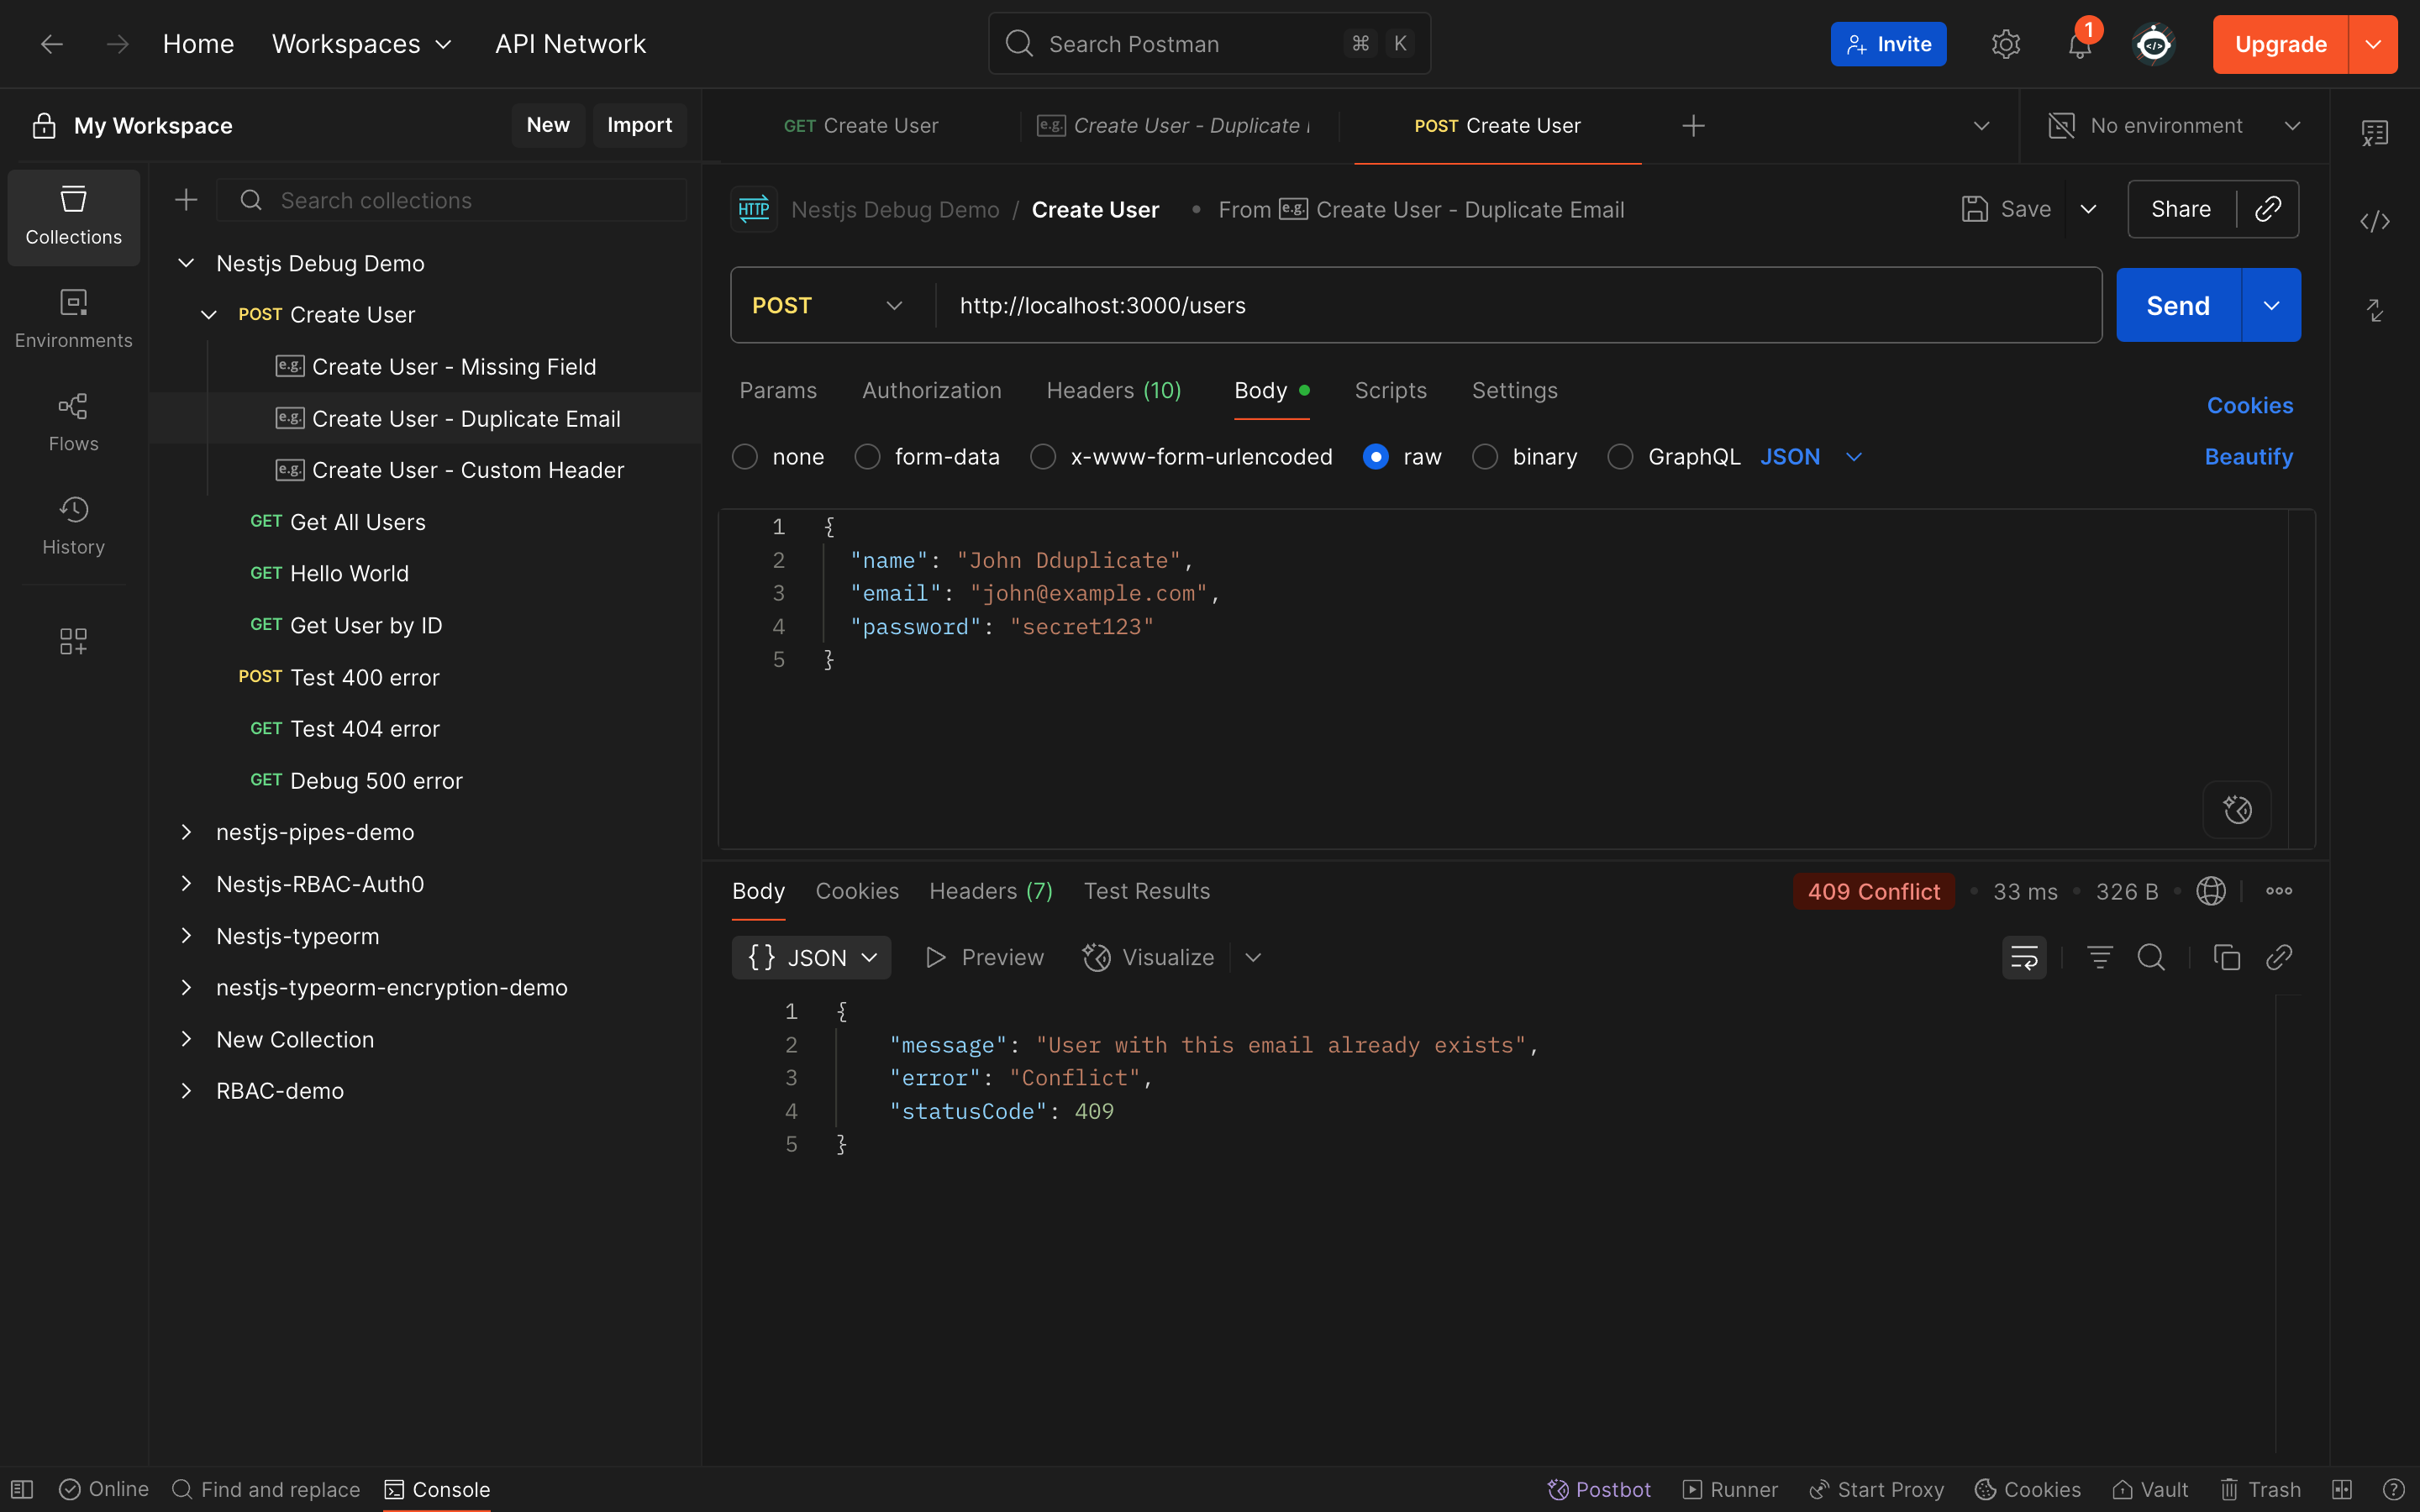 Home Workspaces API Network Search Postman ⌘ K Invite 1 Upgrade
My Workspace New Import
GET Create User e.g. Create User - Duplicate POST Create User No environment
Collections
Environments
Flows
History
Search collections
Nestjs Debug Demo
POST Create User
e.g. Create User - Missing Field
e.g. Create User - Duplicate Email
e.g. Create User - Custom Header
GET Get All Users
GET Hello World
GET Get User by ID
POST Test 400 error
GET Test 404 error
GET Debug 500 error
nestjs-pipes-demo
Nestjs-RBAC-Auth0
Nestjs-typeorm
nestjs-typeorm-encryption-demo
New Collection
RBAC-demo
HTTP Nestjs Debug Demo / Create User • From e.g. Create User - Duplicate Email Save Share
POST http://localhost:3000/users Send
Params Authorization Headers (10) Body Scripts Settings Cookies
none form-data x-www-form-urlencoded raw binary GraphQL JSON Beautify
1 {
2 "name": "John Dduplicate",
3 "email": "john@example.com",
4 "password": "secret123"
5 }
Body Cookies Headers (7) Test Results 409 Conflict • 33 ms • 326 B
{} JSON Preview Visualize
1 {
2 "message": "User with this email already exists",
3 "error": "Conflict",
4 "statusCode": 409
5 }
Online Find and replace Console Postbot Runner Start Proxy Cookies Vault Trash